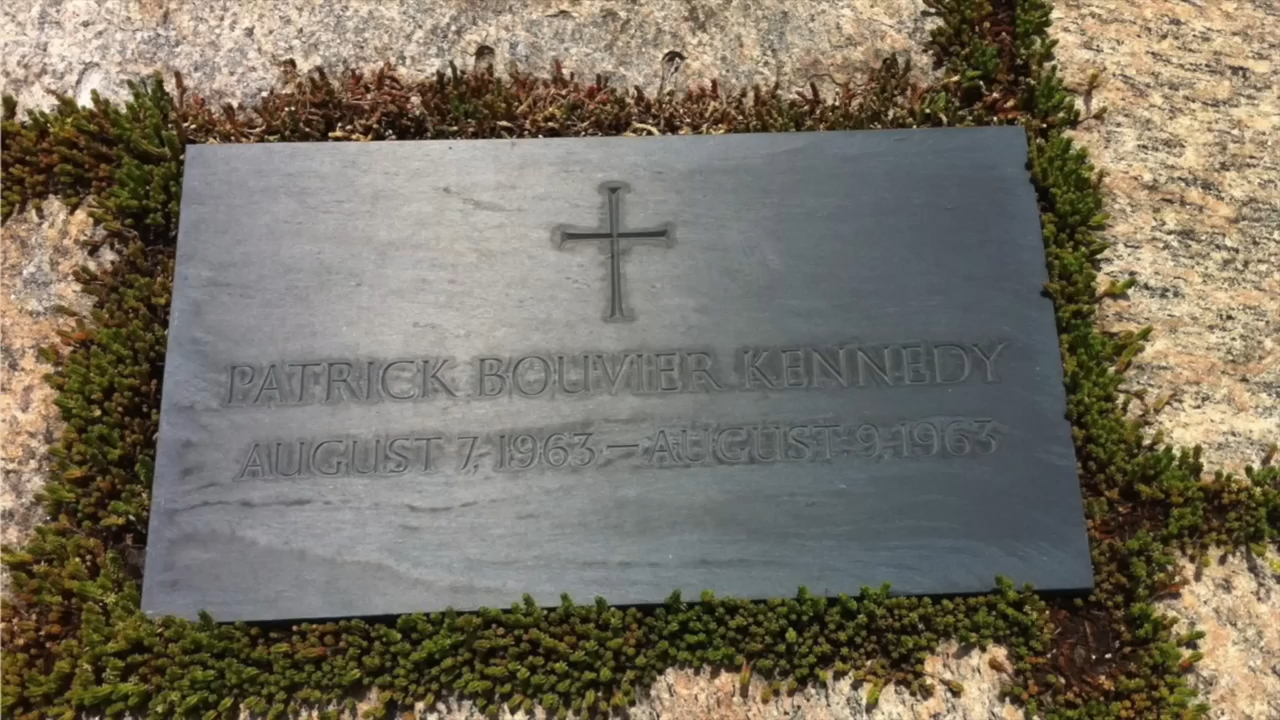 PATRICK BOUVIER KENNEDY
AUGUST 7, 1963 – AUGUST 9, 1963